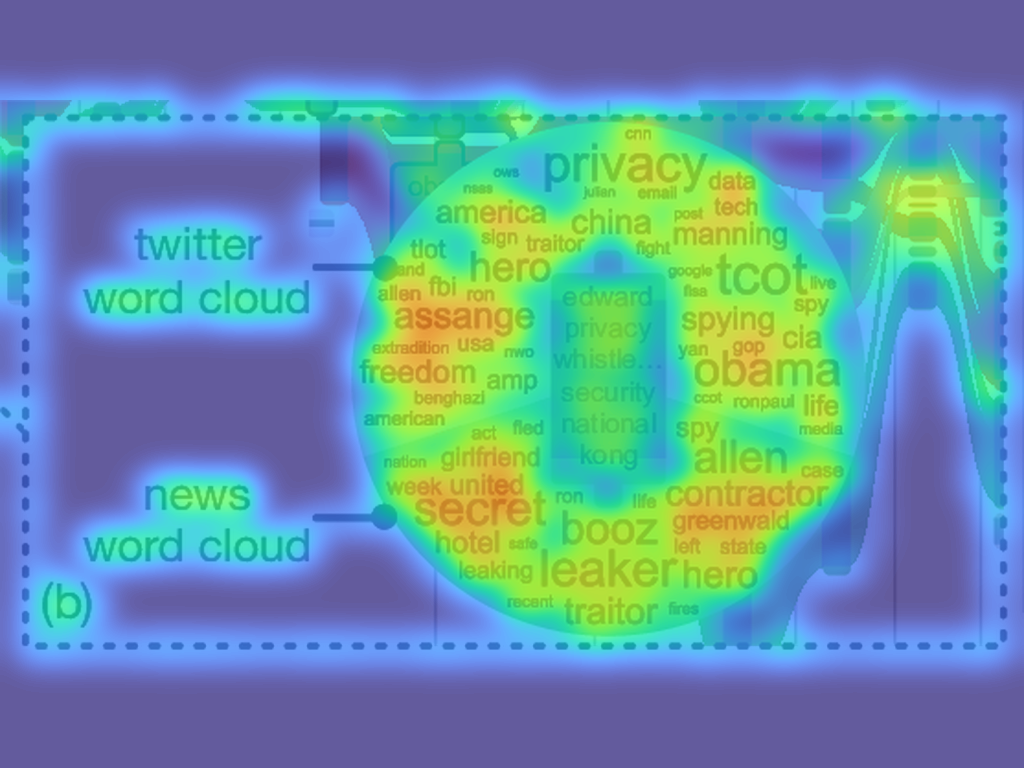 twitter
word cloud
news
word cloud
(b)
ob
cnn
privacy
ows
nsas
julian
email
data
tech
america
china
post
sign
traitor
fight
manning
tlot
hero
google
tcot
live
allen
fbi
ron
fisa
spy
assange
spying
cia
extradition
usa
nwo
yan
gop
freedom
amp
obama
benghazi
ccot
ronpaul
life
american
media
edward
privacy
whistle...
security
national
kong
act
fled
spy
nation
girlfriend
allen
case
week
united
ron
life
contractor
secret
booz
greenwald
hotel
safe
left
state
leaking
leaker
hero
recent
traitor
fires